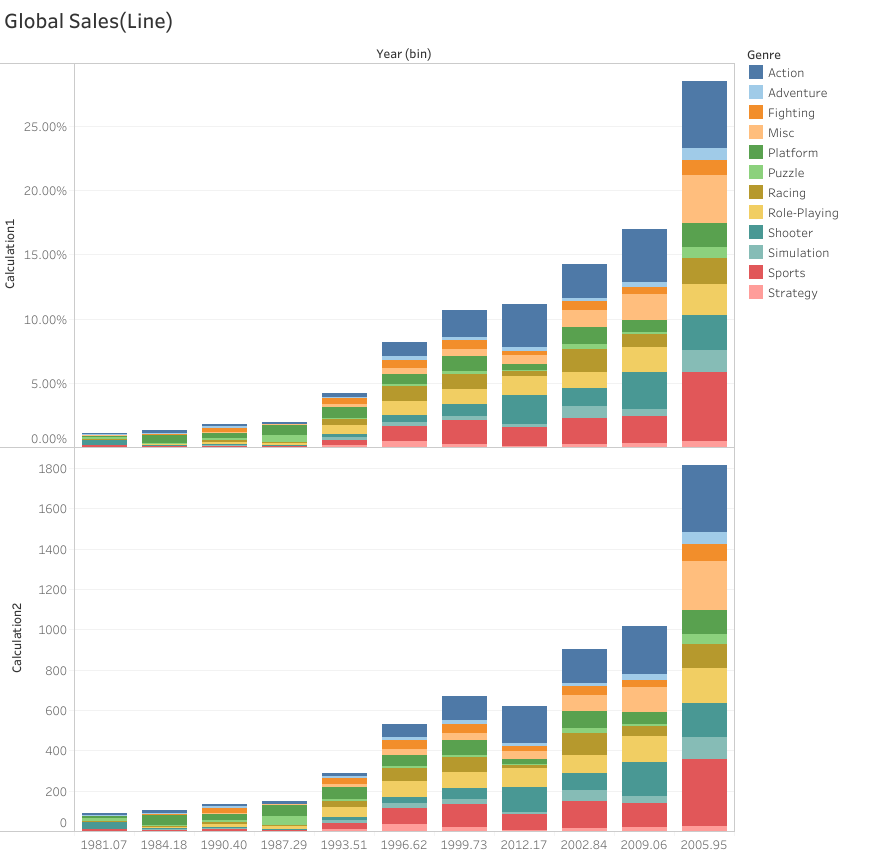 Global Sales(Line)
Year (bin)
Genre
Action
Adventure
Fighting
Misc
Platform
Puzzle
Racing
Role-Playing
Shooter
Simulation
Sports
Strategy
Calculation1
25.00%
20.00%
15.00%
10.00%
5.00%
0.00%
Calculation2
1800
1600
1400
1200
1000
800
600
400
200
0
1981.07 1984.18 1990.40 1987.29 1993.51 1996.62 1999.73 2012.17 2002.84 2009.06 2005.95